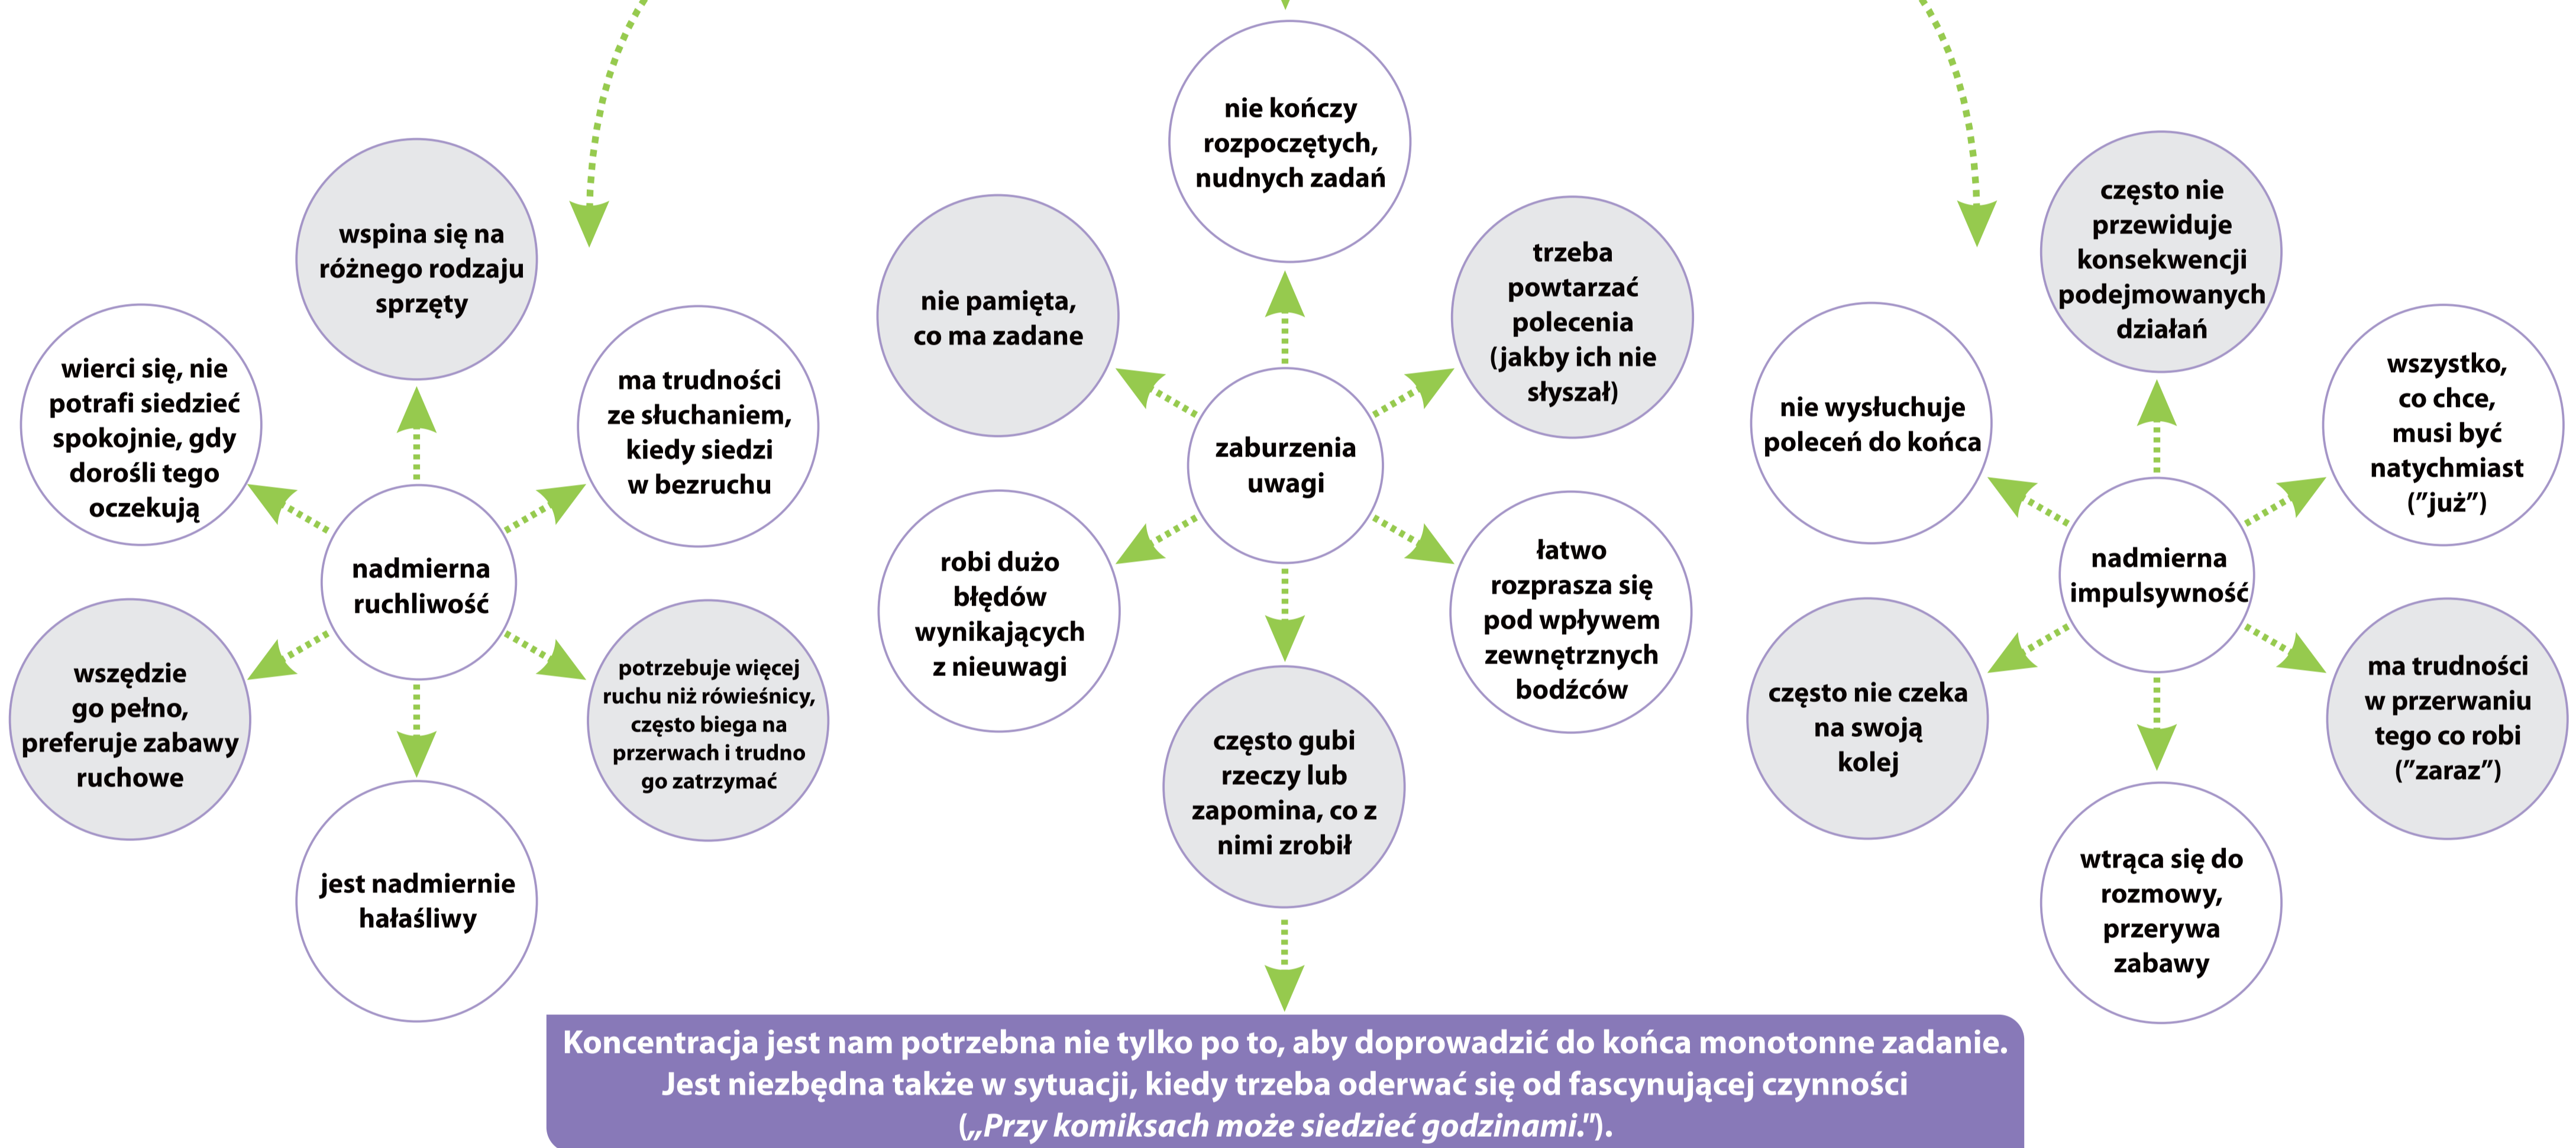 wspina się na
różnego rodzaju
sprzęty
wierci się, nie
potrafi siedzieć
spokojnie, gdy
dorośli tego
oczekują
ma trudności
ze słuchaniem,
kiedy siedzi
w bezruchu
nadmierna
ruchliwość
wszędzie
go pełno,
preferuje zabawy
ruchowe
potrzebuje więcej
ruchu niż rówieśnicy,
często biega na
przerwach i trudno
go zatrzymać
jest nadmiernie
hałaśliwy
nie kończy
rozpoczętych,
nudnych zadań
nie pamięta,
co ma zadane
trzeba
powtarzać
polecenia
(jakby ich nie
słyszał)
zaburzenia
uwagi
robi dużo
błędów
wynikających
z nieuwagi
łatwo
rozprasza się
pod wpływem
zewnętrznych
bodźców
często gubi
rzeczy lub
zapomina, co z
nimi zrobił
często nie
przewiduje
konsekwencji
podejmowanych
działań
nie wysłuchuje
poleceń do końca
wszystko,
co chce,
musi być
natychmiast
(”już”)
nadmierna
impulsywność
często nie czeka
na swoją
kolej
ma trudności
w przerwaniu
tego co robi
(”zaraz”)
wtrąca się do
rozmowy,
przerywa
zabawy
Koncentracja jest nam potrzebna nie tylko po to, aby doprowadzić do końca monotonne zadanie.
Jest niezbędna także w sytuacji, kiedy trzeba oderwać się od fascynującej czynności
(„Przy komiksach może siedzieć godzinami.").